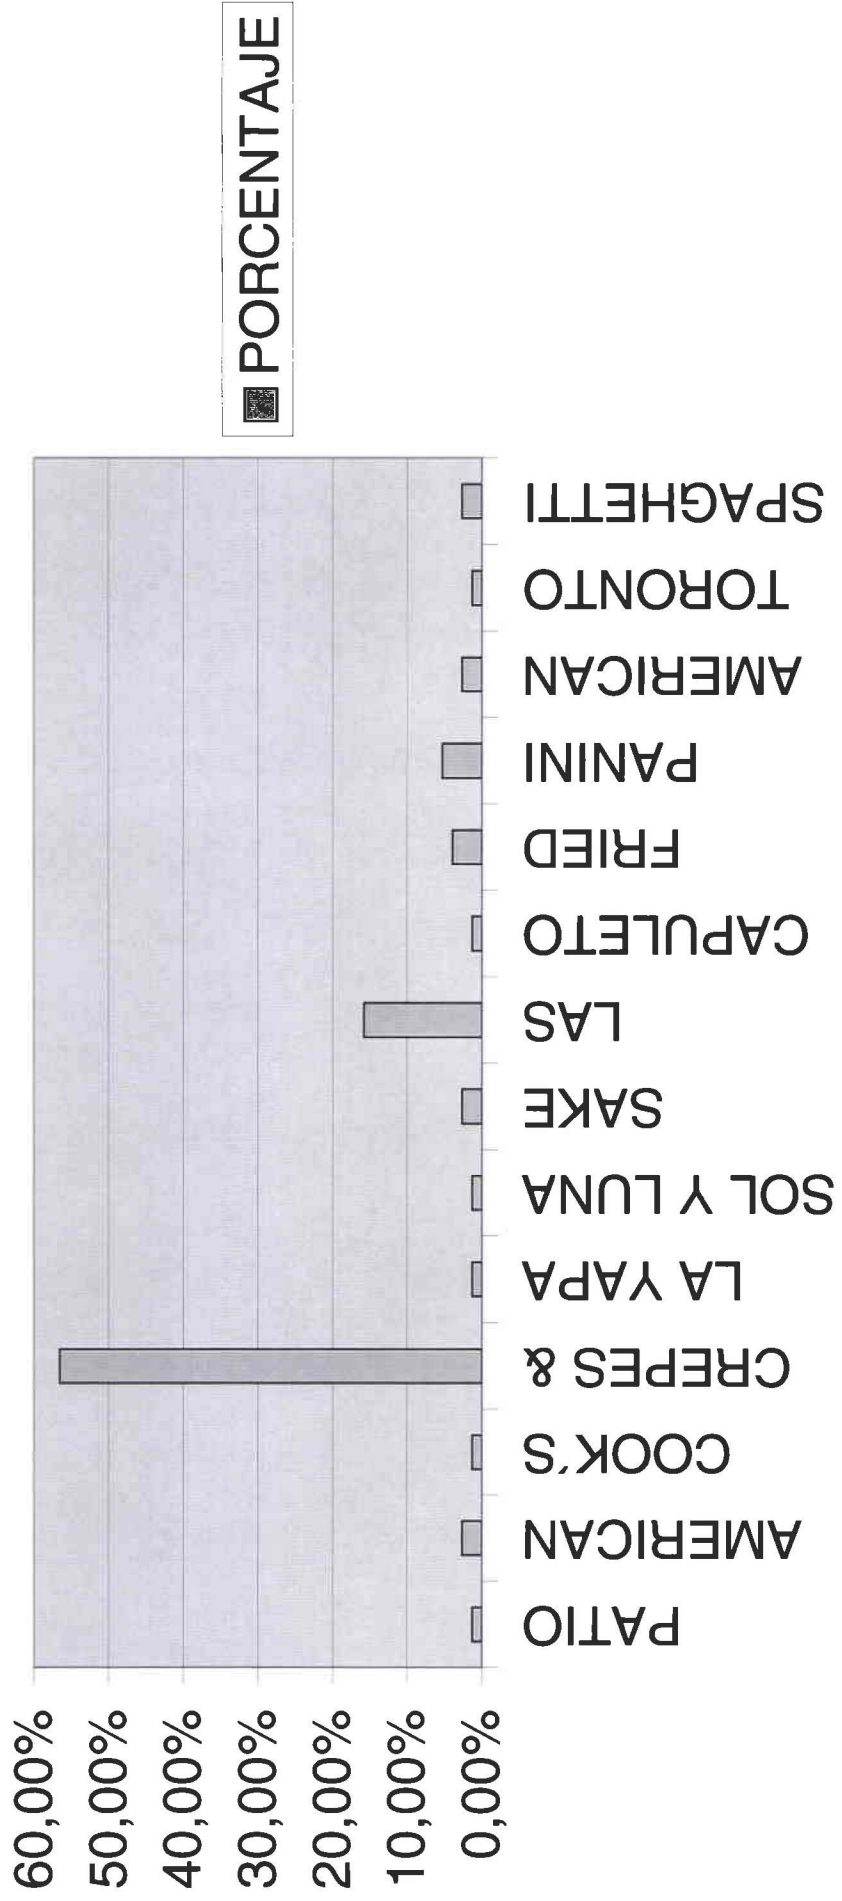 60,00%
50,00%
40,00%
30,00%
20,00%
10,00%
0,00%
PATIO
AMERICAN
COOK'S
CREPES &
LA YAPA
SOL Y LUNA
SAKE
LAS
CAPULETO
FRIED
PANINI
AMERICAN
TORONTO
SPAGHETTI
PORCENTAJE